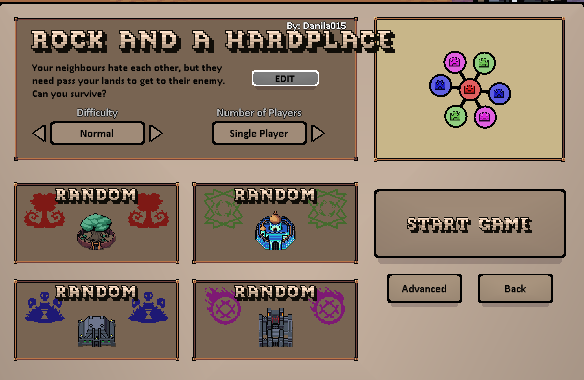 By: Danila015
ROCK AND A HARDPLACE
Your neighbours hate each other, but they
need pass your lands to get to their enemy.
Can you survive?
EDIT
Difficulty
Number of Players
Normal
Single Player
RANDOM
RANDOM
START GAME
RANDOM
RANDOM
Advanced
Back